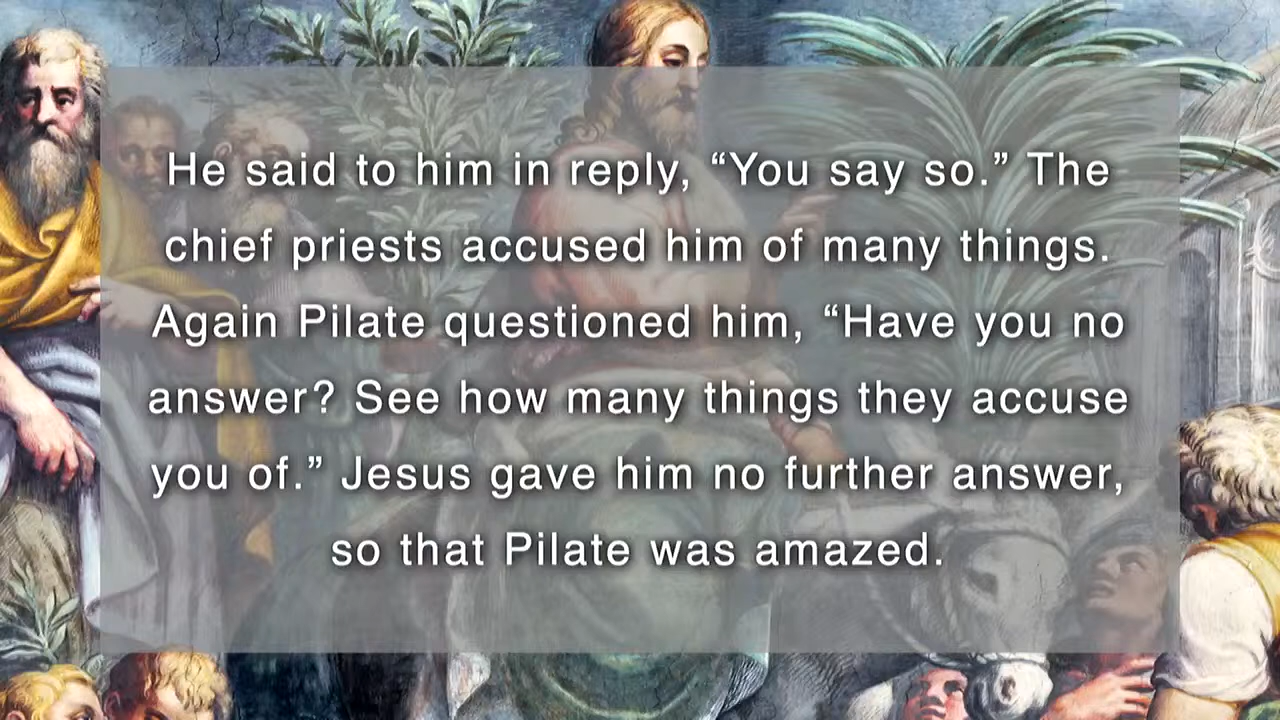 He said to him in reply, “You say so.” The
chief priests accused him of many things.
Again Pilate questioned him, “Have you no
answer? See how many things they accuse
you of.” Jesus gave him no further answer,
so that Pilate was amazed.